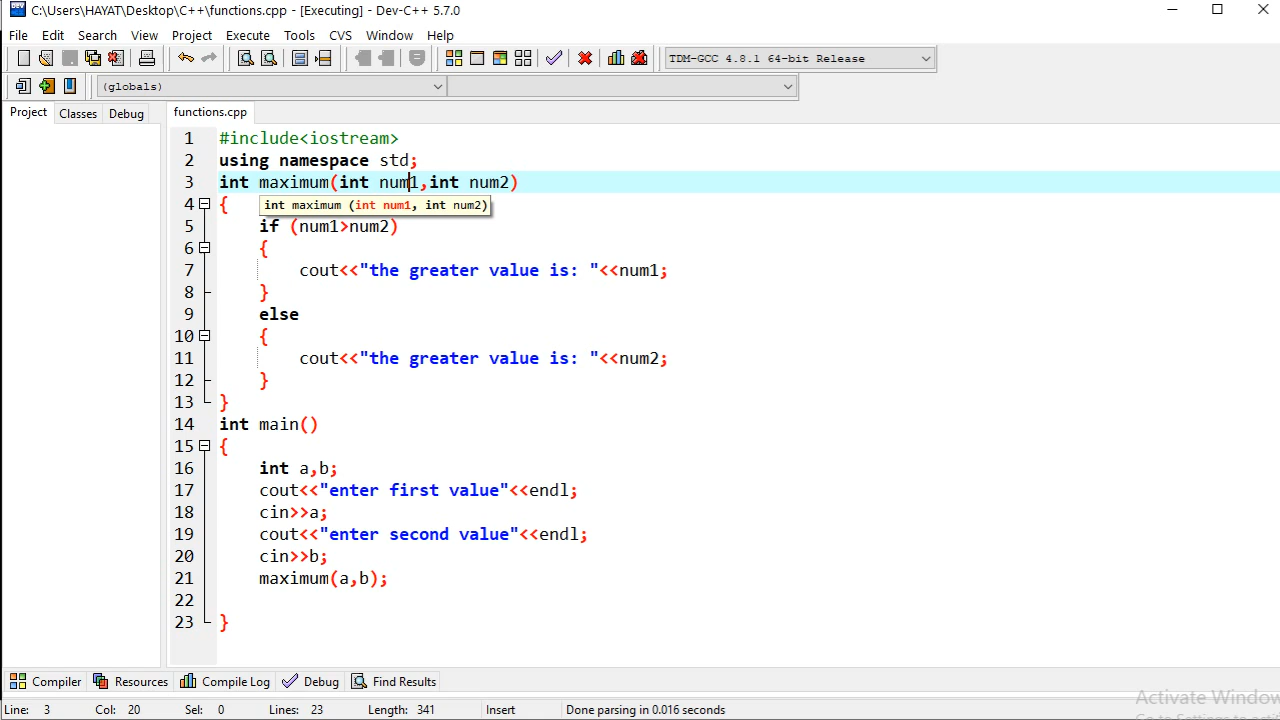 C:\Users\HAYAT\Desktop\C++\functions.cpp - [Executing] - Dev-C++ 5.7.0
File Edit Search View Project Execute Tools CVS Window Help
TDM-GCC 4.8.1 64-bit Release
(globals)
Project Classes Debug functions.cpp
1 #include<iostream>
2 using namespace std;
3 int maximum(int num1,int num2)
4 {
int maximum (int num1, int num2)
5 if (num1>num2)
6 {
7 cout<<"the greater value is: "<<num1;
8 }
9 else
10 {
11 cout<<"the greater value is: "<<num2;
12 }
13 }
14 int main()
15 {
16 int a,b;
17 cout<<"enter first value"<<endl;
18 cin>>a;
19 cout<<"enter second value"<<endl;
20 cin>>b;
21 maximum(a,b);
22
23 }
Compiler Resources Compile Log Debug Find Results
Activate Window
Line: 3 Col: 20 Sel: 0 Lines: 23 Length: 341 Insert Done parsing in 0.016 seconds